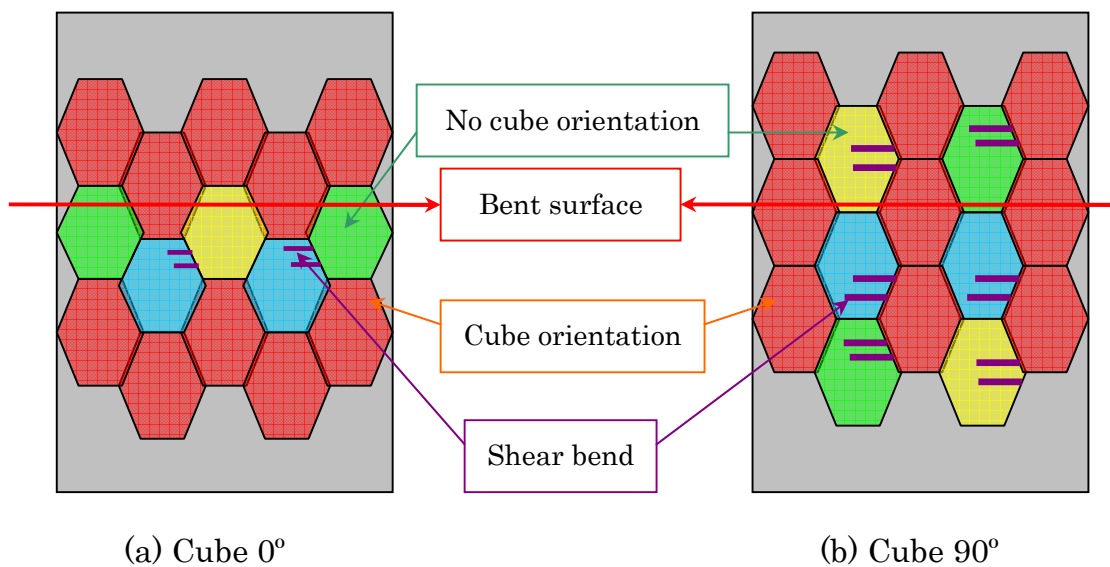 No cube orientation
Bent surface
Cube orientation
Shear bend
(a) Cube 0º
(b) Cube 90º